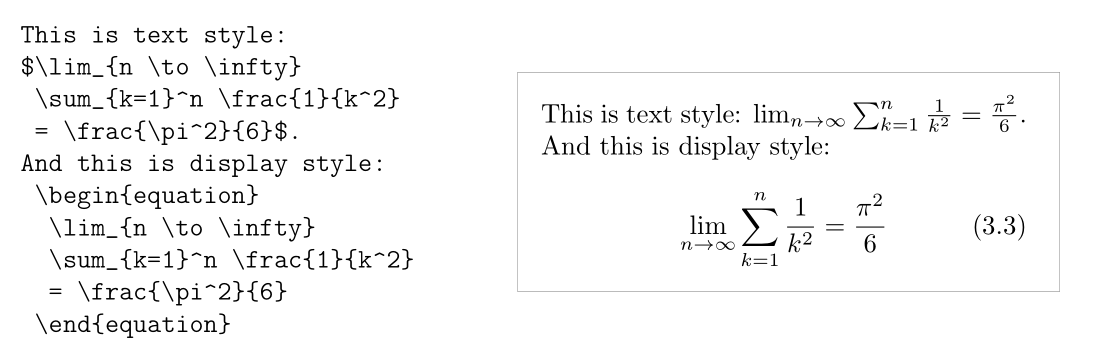 This is text style:
$\lim_{n \to \infty}
 \sum_{k=1}^n \frac{1}{k^2}
 = \frac{\pi^2}{6}$.
And this is display style:
 \begin{equation}
  \lim_{n \to \infty}
  \sum_{k=1}^n \frac{1}{k^2}
  = \frac{\pi^2}{6}
 \end{equation}
This is text style: lim_{n→∞} ∑_{k=1}^{n} 1/k² = π²/6.
And this is display style:
lim_{n→∞} ∑_{k=1}^{n} 1/k² = π²/6 (3.3)